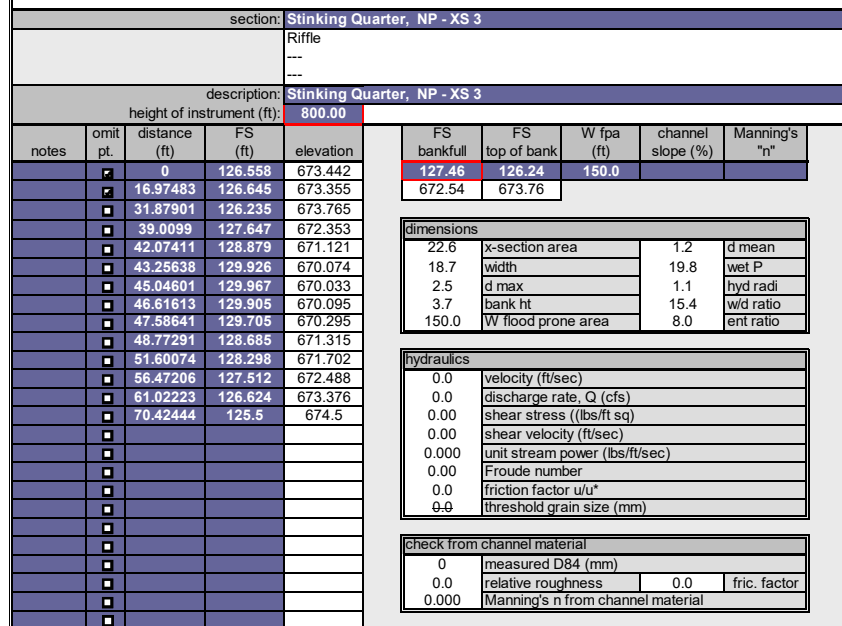 section: Stinking Quarter, NP - XS 3
Riffle
---
---
description: Stinking Quarter, NP - XS 3
height of instrument (ft): 800.00
omit distance FS FS FS W fpa channel Manning's
notes pt. (ft) (ft) elevation bankfull top of bank (ft) slope (%) "n"
0 126.558 673.442 127.46 126.24 150.0
16.97483 126.645 673.355 672.54 673.76
31.87901 126.235 673.765
39.0099 127.647 672.353 dimensions
42.07411 128.879 671.121 22.6 x-section area 1.2 d mean
43.25638 129.926 670.074 18.7 width 19.8 wet P
45.04601 129.967 670.033 2.5 d max 1.1 hyd radi
46.61613 129.905 670.095 3.7 bank ht 15.4 w/d ratio
47.58641 129.705 670.295 150.0 W flood prone area 8.0 ent ratio
48.77291 128.685 671.315
51.60074 128.298 671.702 hydraulics
56.47206 127.512 672.488 0.0 velocity (ft/sec)
61.02223 126.624 673.376 0.0 discharge rate, Q (cfs)
70.42444 125.5 674.5 0.00 shear stress ((lbs/ft sq)
0.00 shear velocity (ft/sec)
0.000 unit stream power (lbs/ft/sec)
0.00 Froude number
0.0 friction factor u/u*
0.0 threshold grain size (mm)
check from channel material
0 measured D84 (mm)
0.0 relative roughness 0.0 fric. factor
0.000 Manning's n from channel material